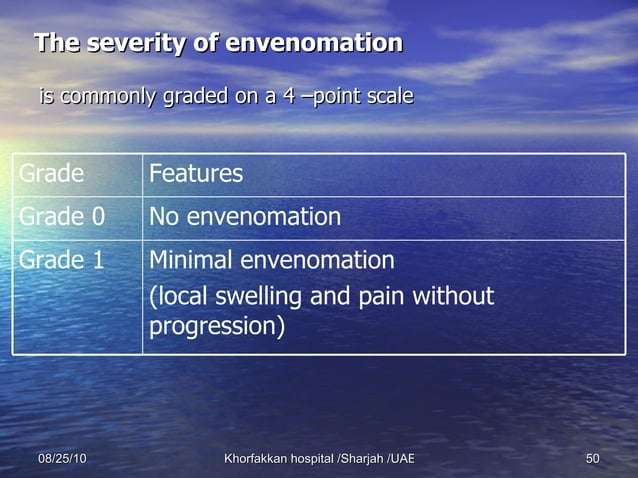 The severity of envenomation
is commonly graded on a 4 –point scale
Grade Features
Grade 0 No envenomation
Grade 1 Minimal envenomation
(local swelling and pain without
progression)
08/25/10 Khorfakkan hospital /Sharjah /UAE 50